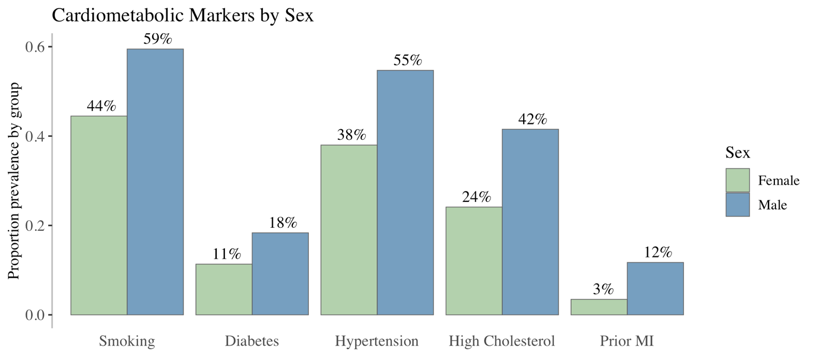 Cardiometabolic Markers by Sex
Proportion prevalence by group
0.6
0.4
0.2
0.0
44%
59%
11%
18%
38%
55%
24%
42%
3%
12%
Smoking
Diabetes
Hypertension
High Cholesterol
Prior MI
Sex
Female
Male